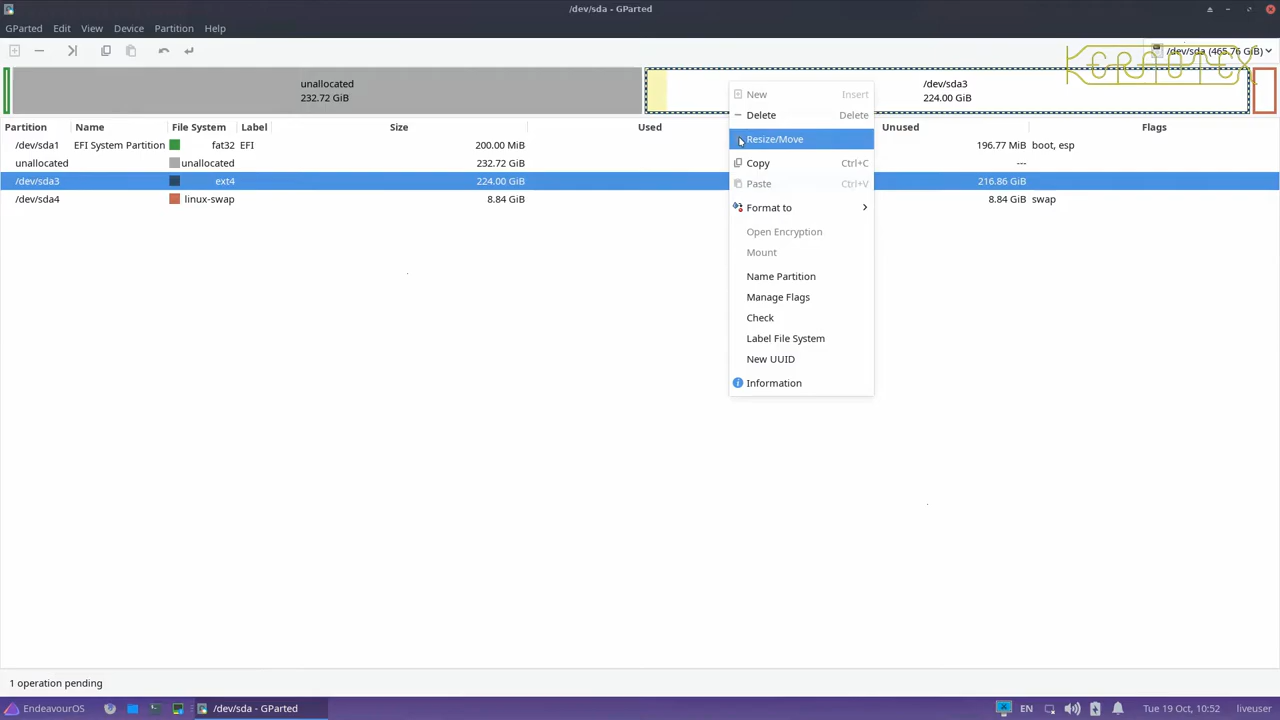 /dev/sda - GParted
GParted Edit View Device Partition Help
/dev/sda (465.76 GiB)
unallocated
232.72 GiB
/dev/sda3
224.00 GiB
Partition Name File System Label Size Used Unused Flags
/dev/sda1 EFI System Partition fat32 EFI 200.00 MiB 196.77 MiB boot, esp
unallocated unallocated 232.72 GiB ---
/dev/sda3 ext4 224.00 GiB 216.86 GiB
/dev/sda4 linux-swap 8.84 GiB 8.84 GiB swap
New Insert
Delete Delete
Resize/Move
Copy Ctrl+C
Paste Ctrl+V
Format to
Open Encryption
Mount
Name Partition
Manage Flags
Check
Label File System
New UUID
Information
1 operation pending
EndeavourOS /dev/sda - GParted EN Tue 19 Oct, 10:52 liveuser